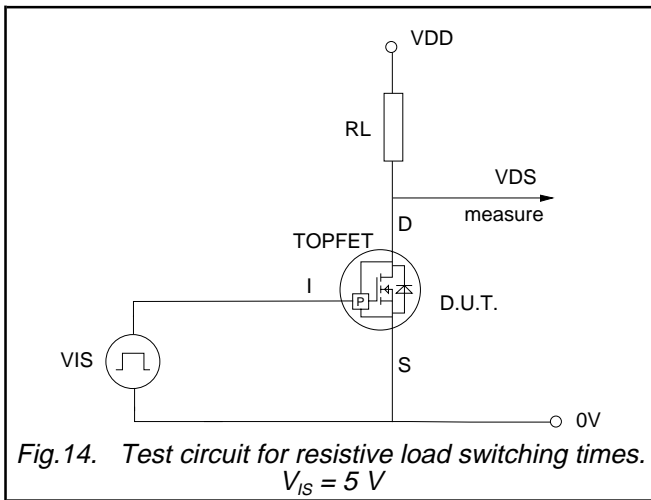 VDD
RL
VDS
measure
D
TOPFET
I
P
D.U.T.
VIS
S
0V
Fig.14. Test circuit for resistive load switching times.
VIS = 5 V